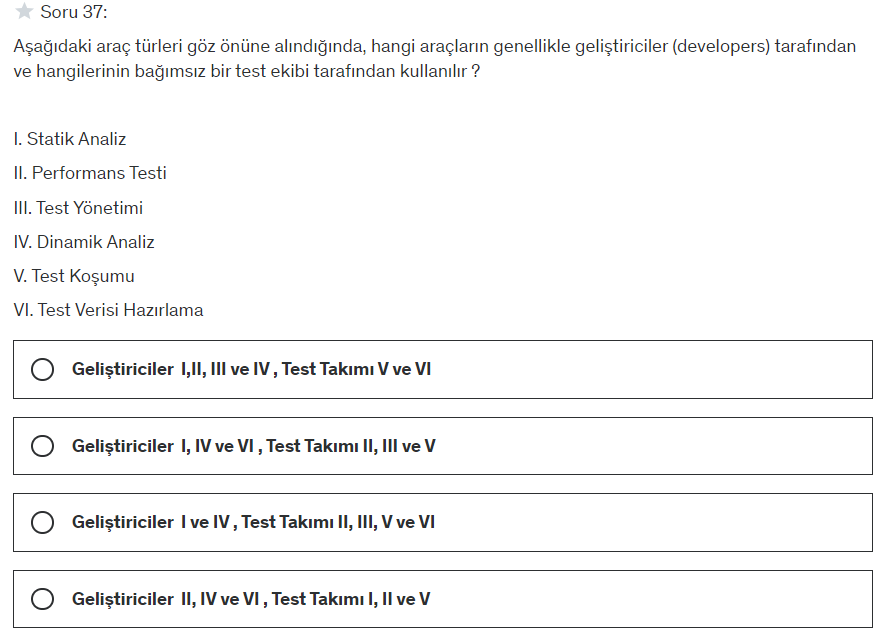 Soru 37:
Aşağıdaki araç türleri göz önüne alındığında, hangi araçların genellikle geliştiriciler (developers) tarafından
ve hangilerinin bağımsız bir test ekibi tarafından kullanılır ?
I. Statik Analiz
II. Performans Testi
III. Test Yönetimi
IV. Dinamik Analiz
V. Test Koşumu
VI. Test Verisi Hazırlama
Geliştiriciler I,II, III ve IV , Test Takımı V ve VI
Geliştiriciler I, IV ve VI , Test Takımı II, III ve V
Geliştiriciler I ve IV , Test Takımı II, III, V ve VI
Geliştiriciler II, IV ve VI , Test Takımı I, II ve V